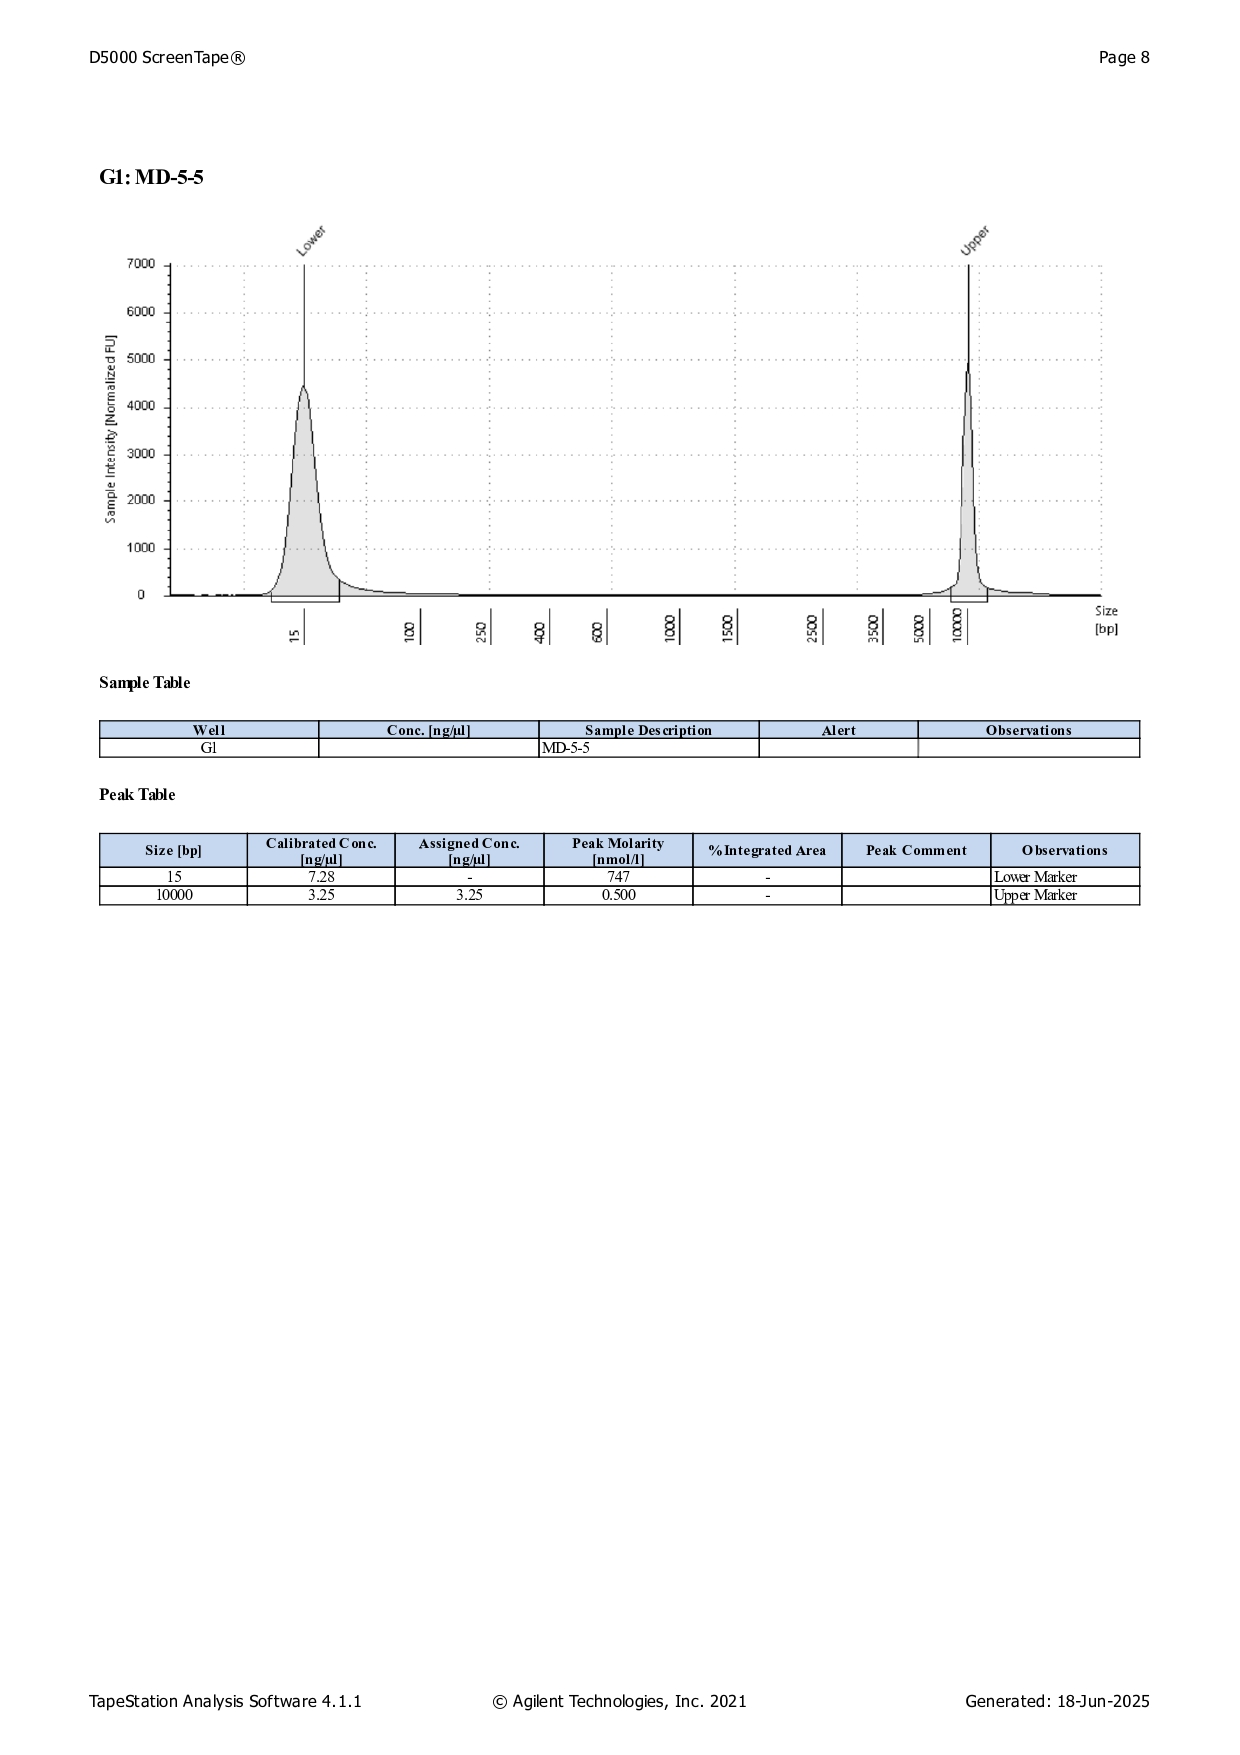 D5000 ScreenTape® Page 8
G1: MD-5-5
Lower Upper
Sample Intensity [Normalized FU]
7000
6000
5000
4000
3000
2000
1000
0
15 100 250 400 600 1000 1500 2500 3500 5000 10000 Size
[bp]
Sample Table
Well Conc. [ng/µl] Sample Description Alert Observations
G1 MD-5-5
Peak Table
Size [bp] Calibrated Conc. [ng/µl] Assigned Conc. [ng/µl] Peak Molarity [nmol/l] % Integrated Area Peak Comment Observations
15 7.28 - 747 - Lower Marker
10000 3.25 3.25 0.500 - Upper Marker
TapeStation Analysis Software 4.1.1 © Agilent Technologies, Inc. 2021 Generated: 18-Jun-2025